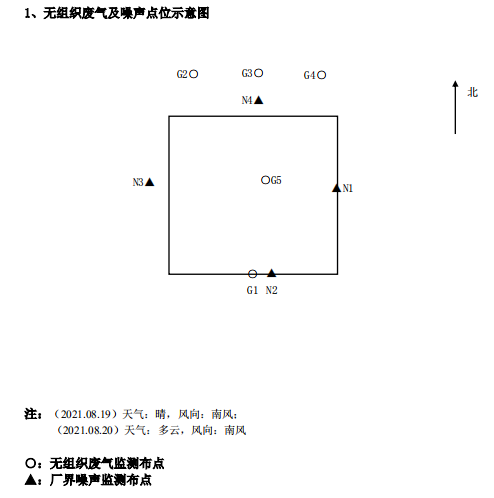 1、无组织废气及噪声点位示意图
G2○ G3○ G4○
N4▲
北
N3▲ ○G5 ▲N1
○ ▲
G1 N2
注：（2021.08.19）天气：晴，风向：南风；
（2021.08.20）天气：多云，风向：南风
○：无组织废气监测布点
▲：厂界噪声监测布点